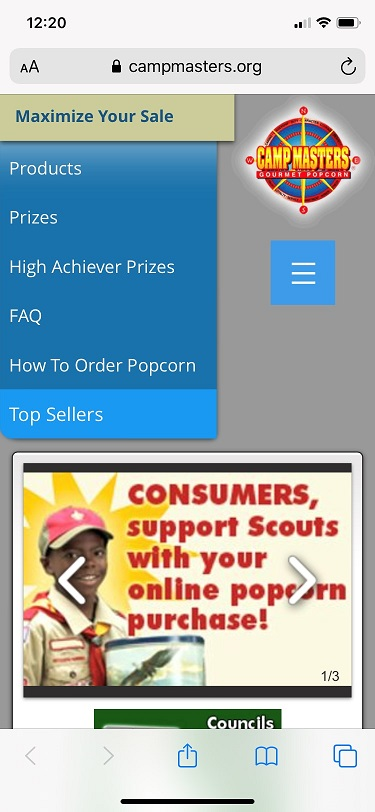 12:20
AA
campmasters.org
Maximize Your Sale
Products
Prizes
High Achiever Prizes
FAQ
How To Order Popcorn
Top Sellers
N
W
E
CAMP MASTERS
GOURMET POPCORN
S
CONSUMERS,
support Scouts
with your
online popcorn
purchase!
1/3
Councils